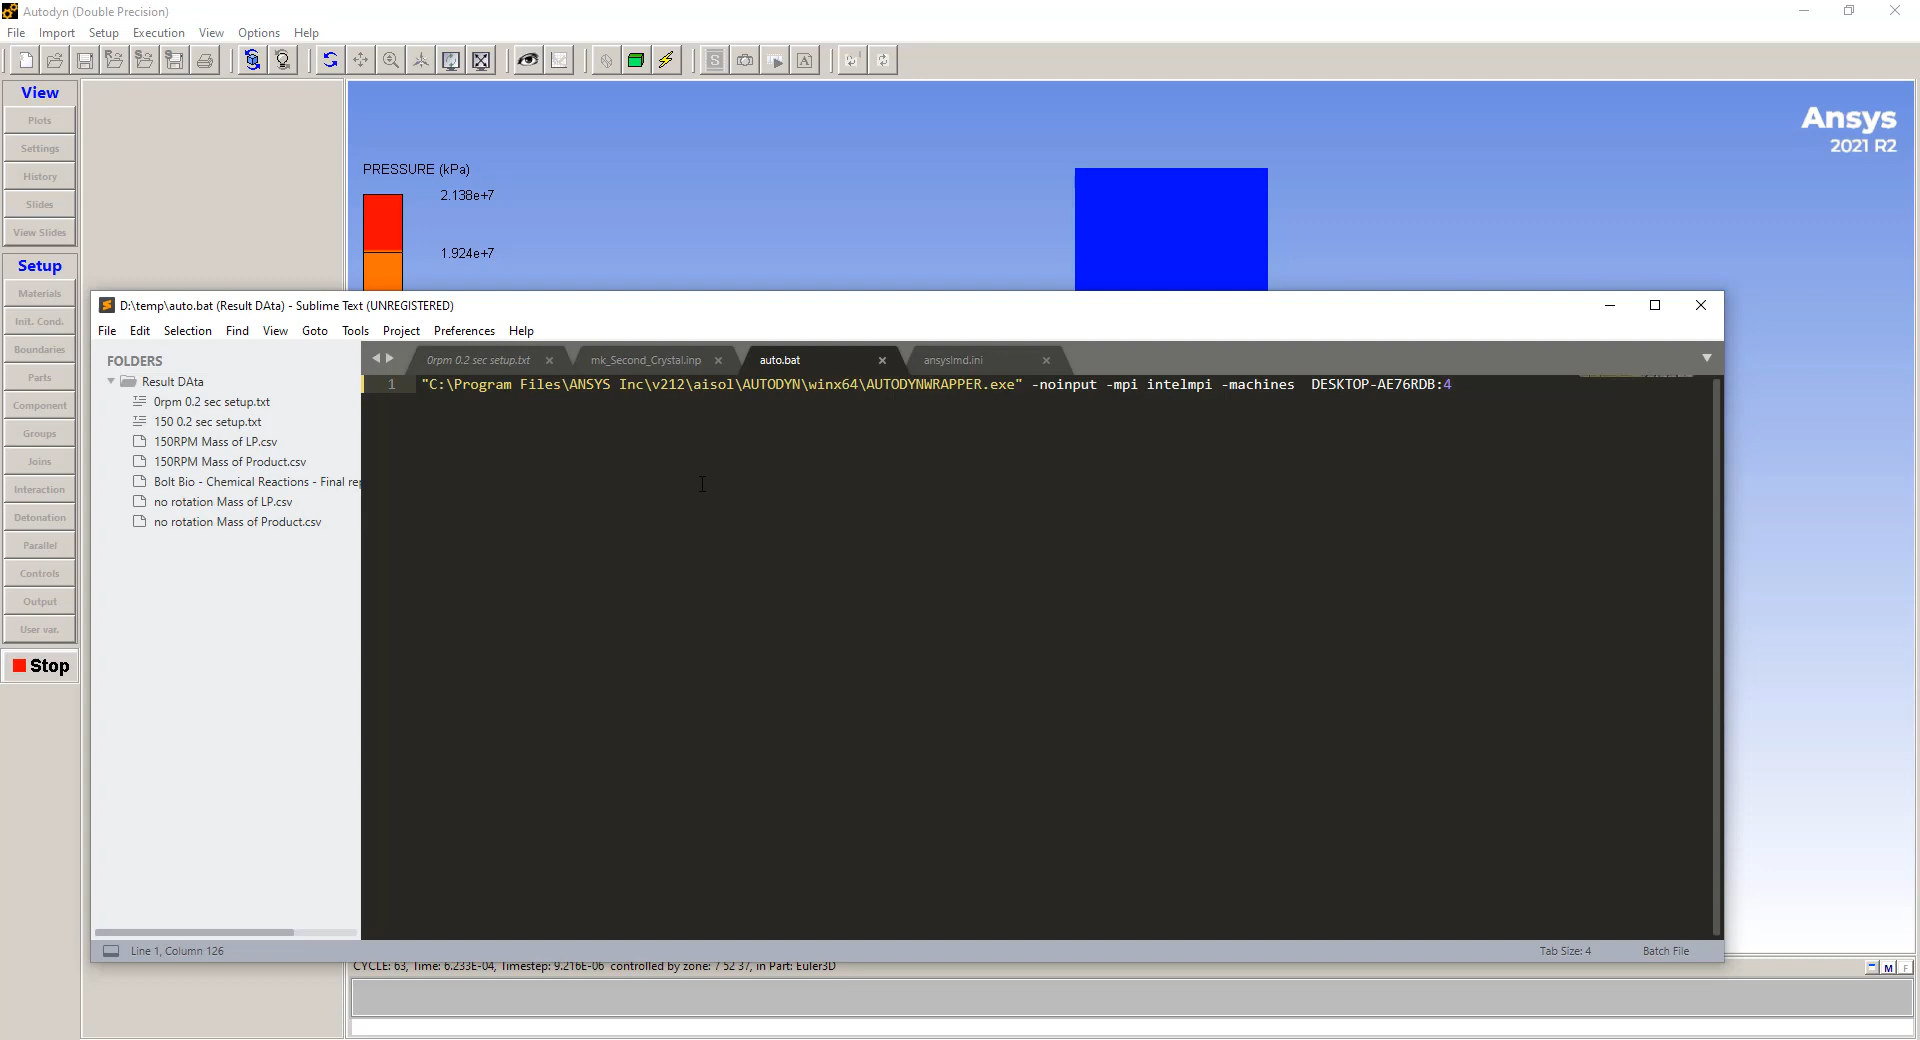 Autodyn (Double Precision)
File Import Setup Execution View Options Help
View
Plots
Settings
History
Slides
View Slides
Setup
Materials
Init. Cond.
Boundaries
Parts
Component
Groups
Joins
Interaction
Detonation
Parallel
Controls
Output
User var.
Stop
Ansys
2021 R2
PRESSURE (kPa)
2.138e+7
1.924e+7
D:\temp\auto.bat (Result DAta) - Sublime Text (UNREGISTERED)
File Edit Selection Find View Goto Tools Project Preferences Help
FOLDERS
Result DAta
0rpm 0.2 sec setup.txt
150 0.2 sec setup.txt
150RPM Mass of LP.csv
150RPM Mass of Product.csv
Bolt Bio - Chemical Reactions - Final re
no rotation Mass of LP.csv
no rotation Mass of Product.csv
0rpm 0.2 sec setup.txt mk_Second_Crystal.inp auto.bat ansyslmd.ini
1 "C:\Program Files\ANSYS Inc\v212\aisol\AUTODYN\winx64\AUTODYNWRAPPER.exe" -noinput -mpi intelmpi -machines  DESKTOP-AE76RDB:4
Line 1, Column 126 Tab Size: 4 Batch File
CYCLE: 63, Time: 6.233E-04, Timestep: 9.216E-06 controlled by zone: 7 52 37, in Part: Euler3D
M F